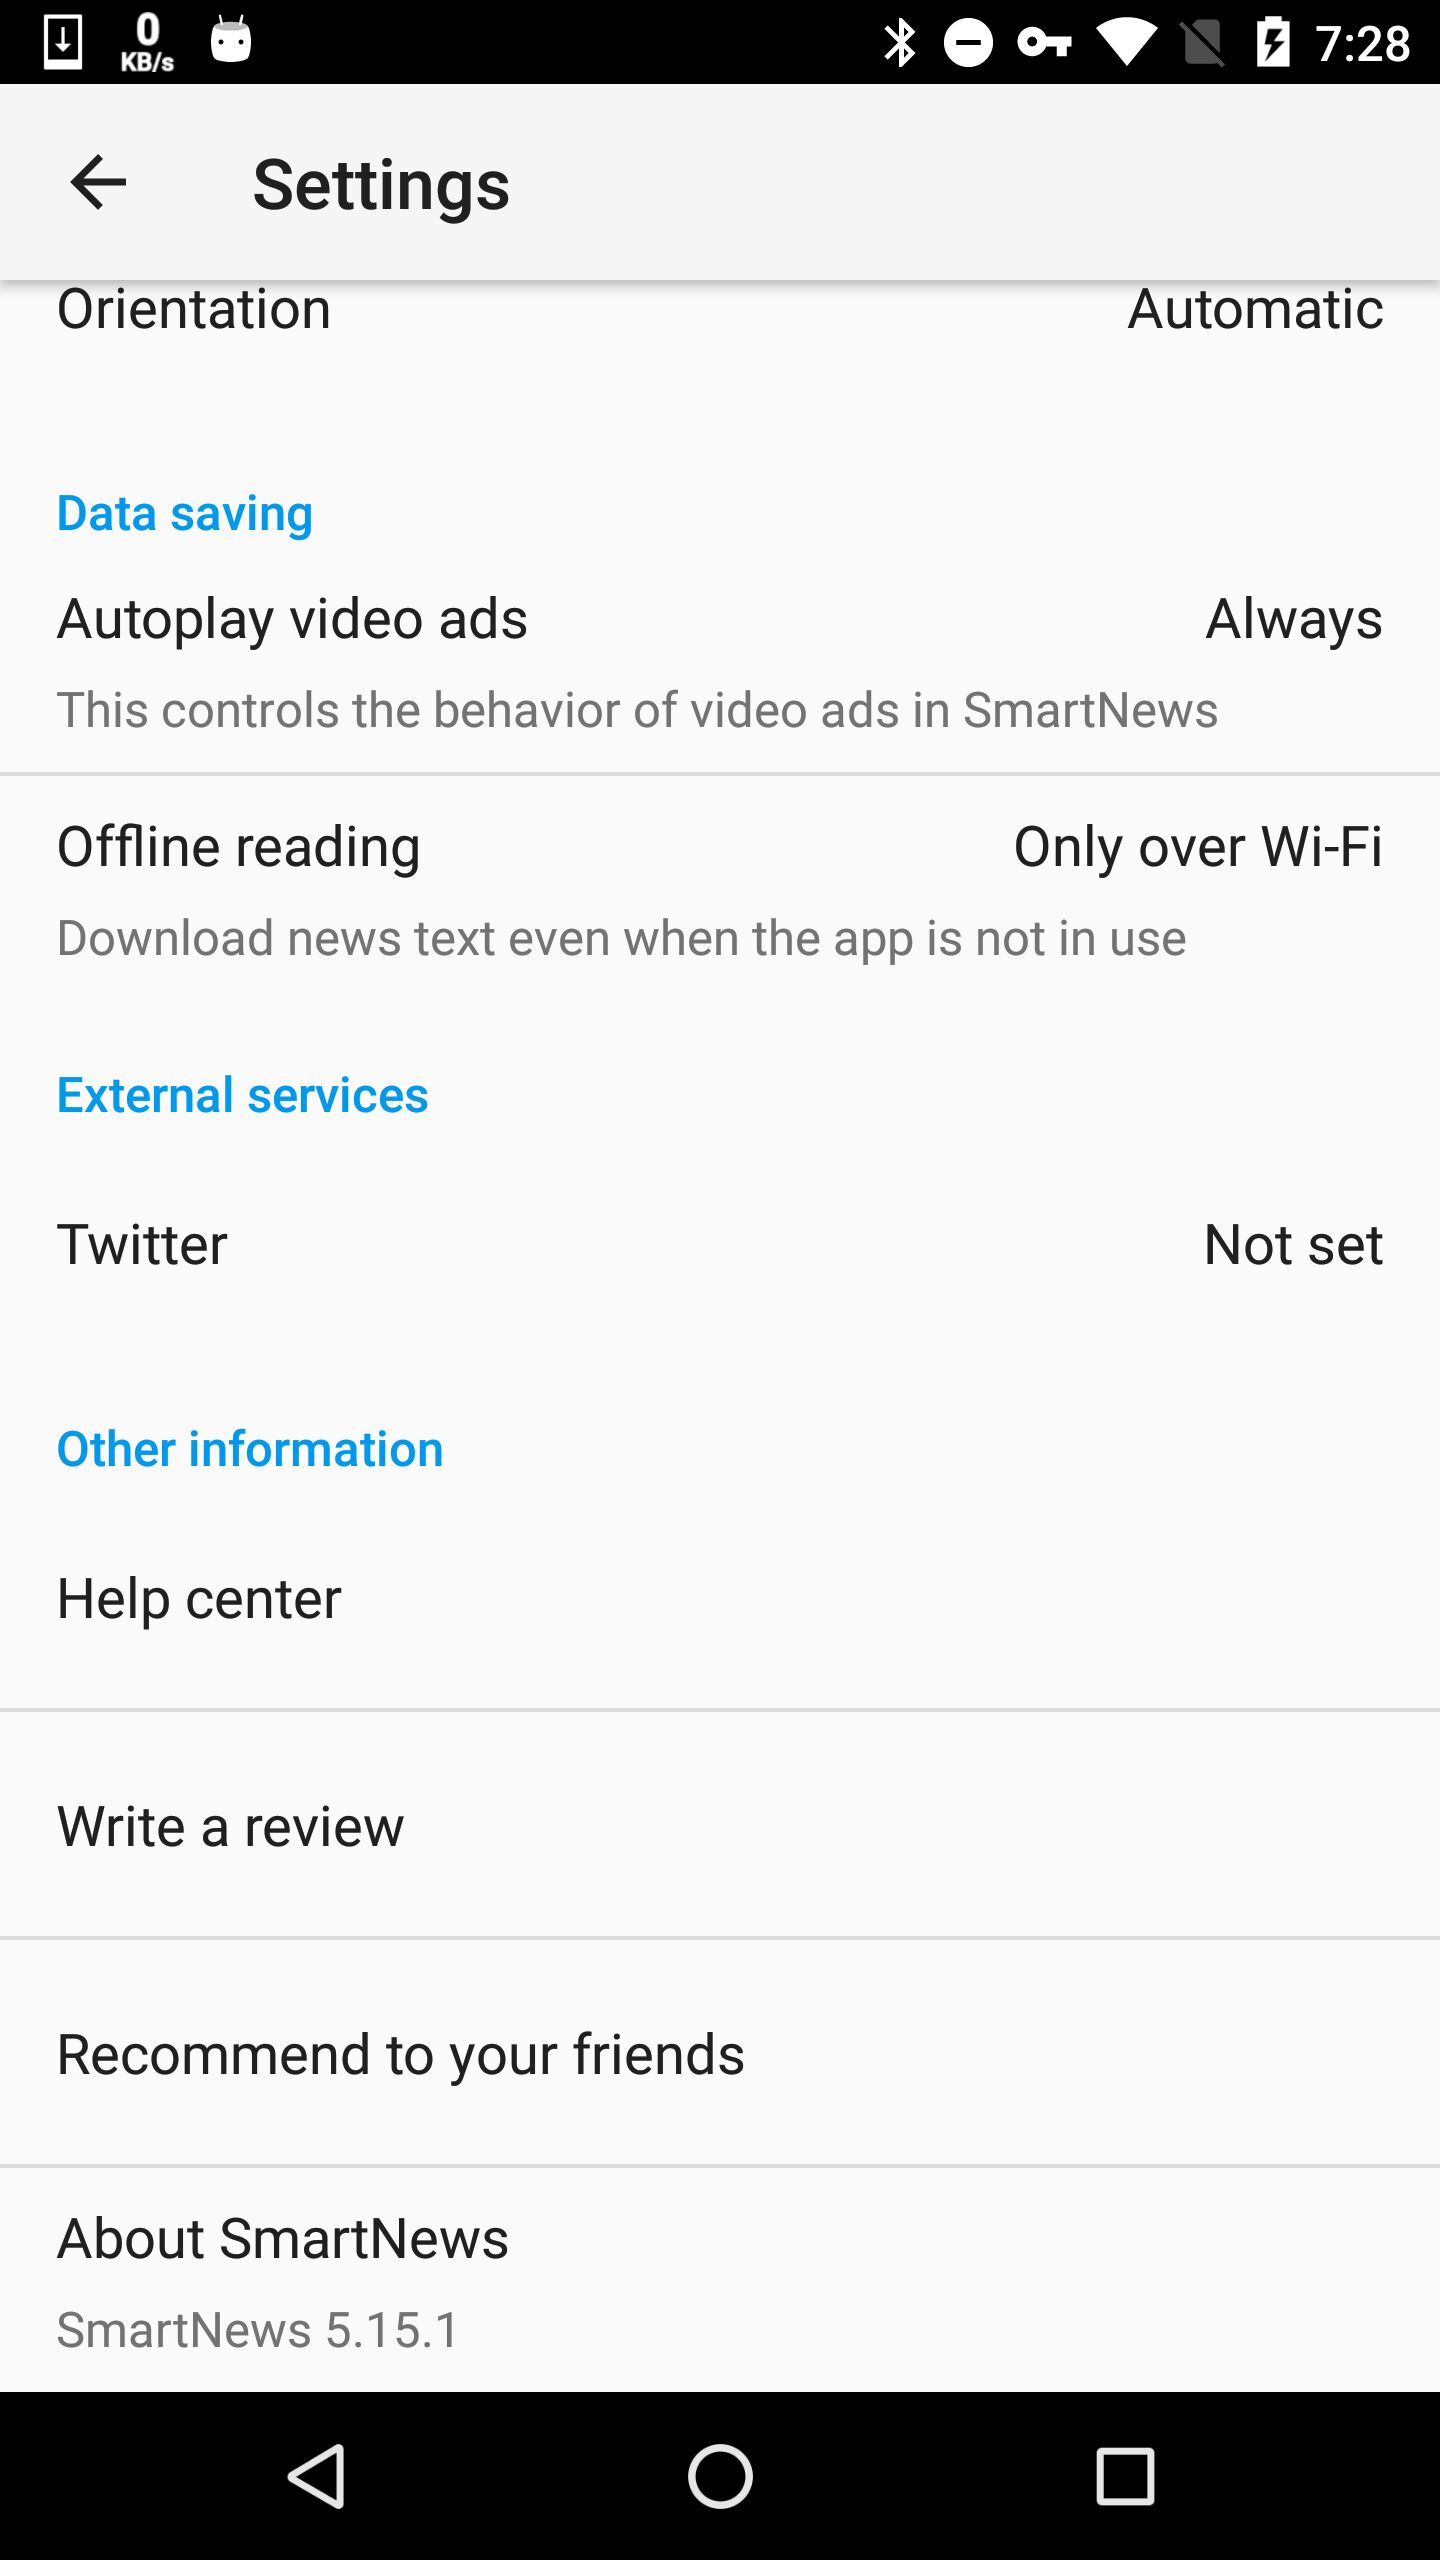 0
KB/s
7:28
Settings
Orientation
Automatic
Data saving
Autoplay video ads
Always
This controls the behavior of video ads in SmartNews
Offline reading
Only over Wi-Fi
Download news text even when the app is not in use
External services
Twitter
Not set
Other information
Help center
Write a review
Recommend to your friends
About SmartNews
SmartNews 5.15.1